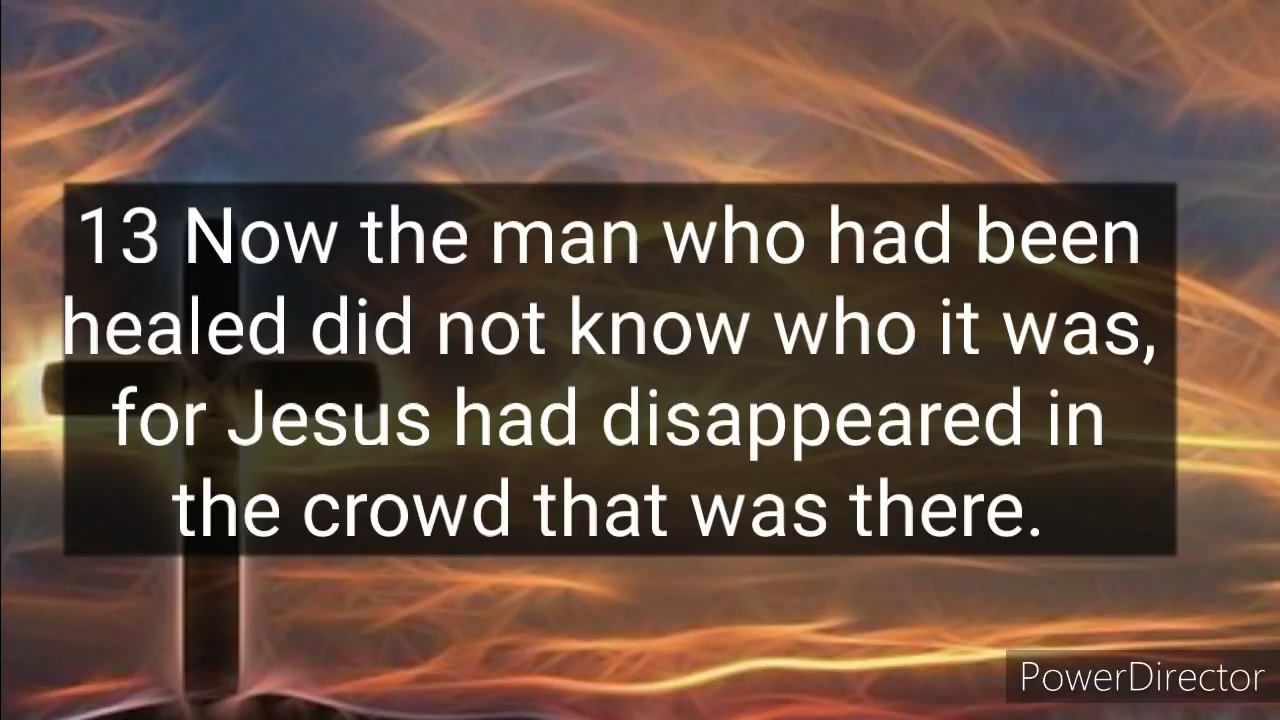 13 Now the man who had been
healed did not know who it was,
for Jesus had disappeared in
the crowd that was there.
PowerDirector